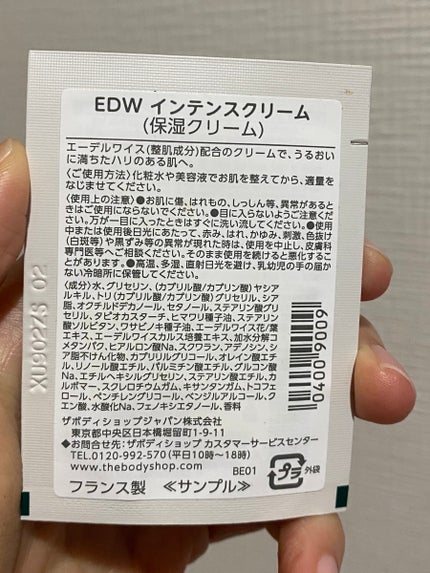 EDW インテンスクリーム
(保湿クリーム)
エーデルワイス(整肌成分)配合のクリームで、うるおい
に満ちたハリのある肌へ。
〈ご使用方法〉化粧水や美容液でお肌を整えてから、適量を
なじませてください。
〈使用上の注意〉●お肌に傷、はれもの、しっしん等、異常があると
きはご使用にならないでください。●目に入らないようご注意くだ
さい。万が一目に入ったときはすぐに洗い流してください。●使用
中または使用後日光にあたって、赤み、はれ、かゆみ、刺激、色抜け
(白斑等)や黒ずみ等の異常が現れた時は、使用を中止し、皮膚科
専門医等へご相談ください。そのまま使用を続けると悪化するこ
とがあります。●高温、多湿、直射日光を避け、乳幼児の手の届か
ない冷暗所に保管してください。
〈成分〉水、グリセリン、(カプリル酸/カプリン酸)ヤシア
ルキル、トリ(カプリル酸/カプリン酸)グリセリル、シア
脂、オクチルドデカノール、セタノール、ステアリン酸グリ
セリル、タピオカスターチ、ヒマワリ種子油、ステアリン
酸ソルビタン、ワサビノキ種子油、エーデルワイス花/葉
エキス、エーデルワイスカルス培養エキス、加水分解コ
メタンパク、ヒアルロン酸Na、スクワラン、アデノシン、シ
ア脂不けん化物、カプリリルグリコール、オレイン酸エチ
ル、リノール酸エチル、パルミチン酸エチル、グルコン酸
Na、エチルヘキシルグリセリン、ステアリン酸エチル、カ
ルボマー、スクレロチウムガム、キサンタンガム、トコフェ
ロール、ペンチレングリコール、ベンジルアルコール、ク
エン酸、水酸化Na、フェノキシエタノール、香料
04009009
XU90275 02
ザボディショップジャパン株式会社
東京都中央区日本橋堀留町1-9-11
◆お問合せ先:ザボディショップ カスタマーサービスセンター
TEL.0120-992-570 (平日10時〜18時)
www.thebodyshop.com
BE01
プラ
外袋
フランス製 ≪サンプル≫